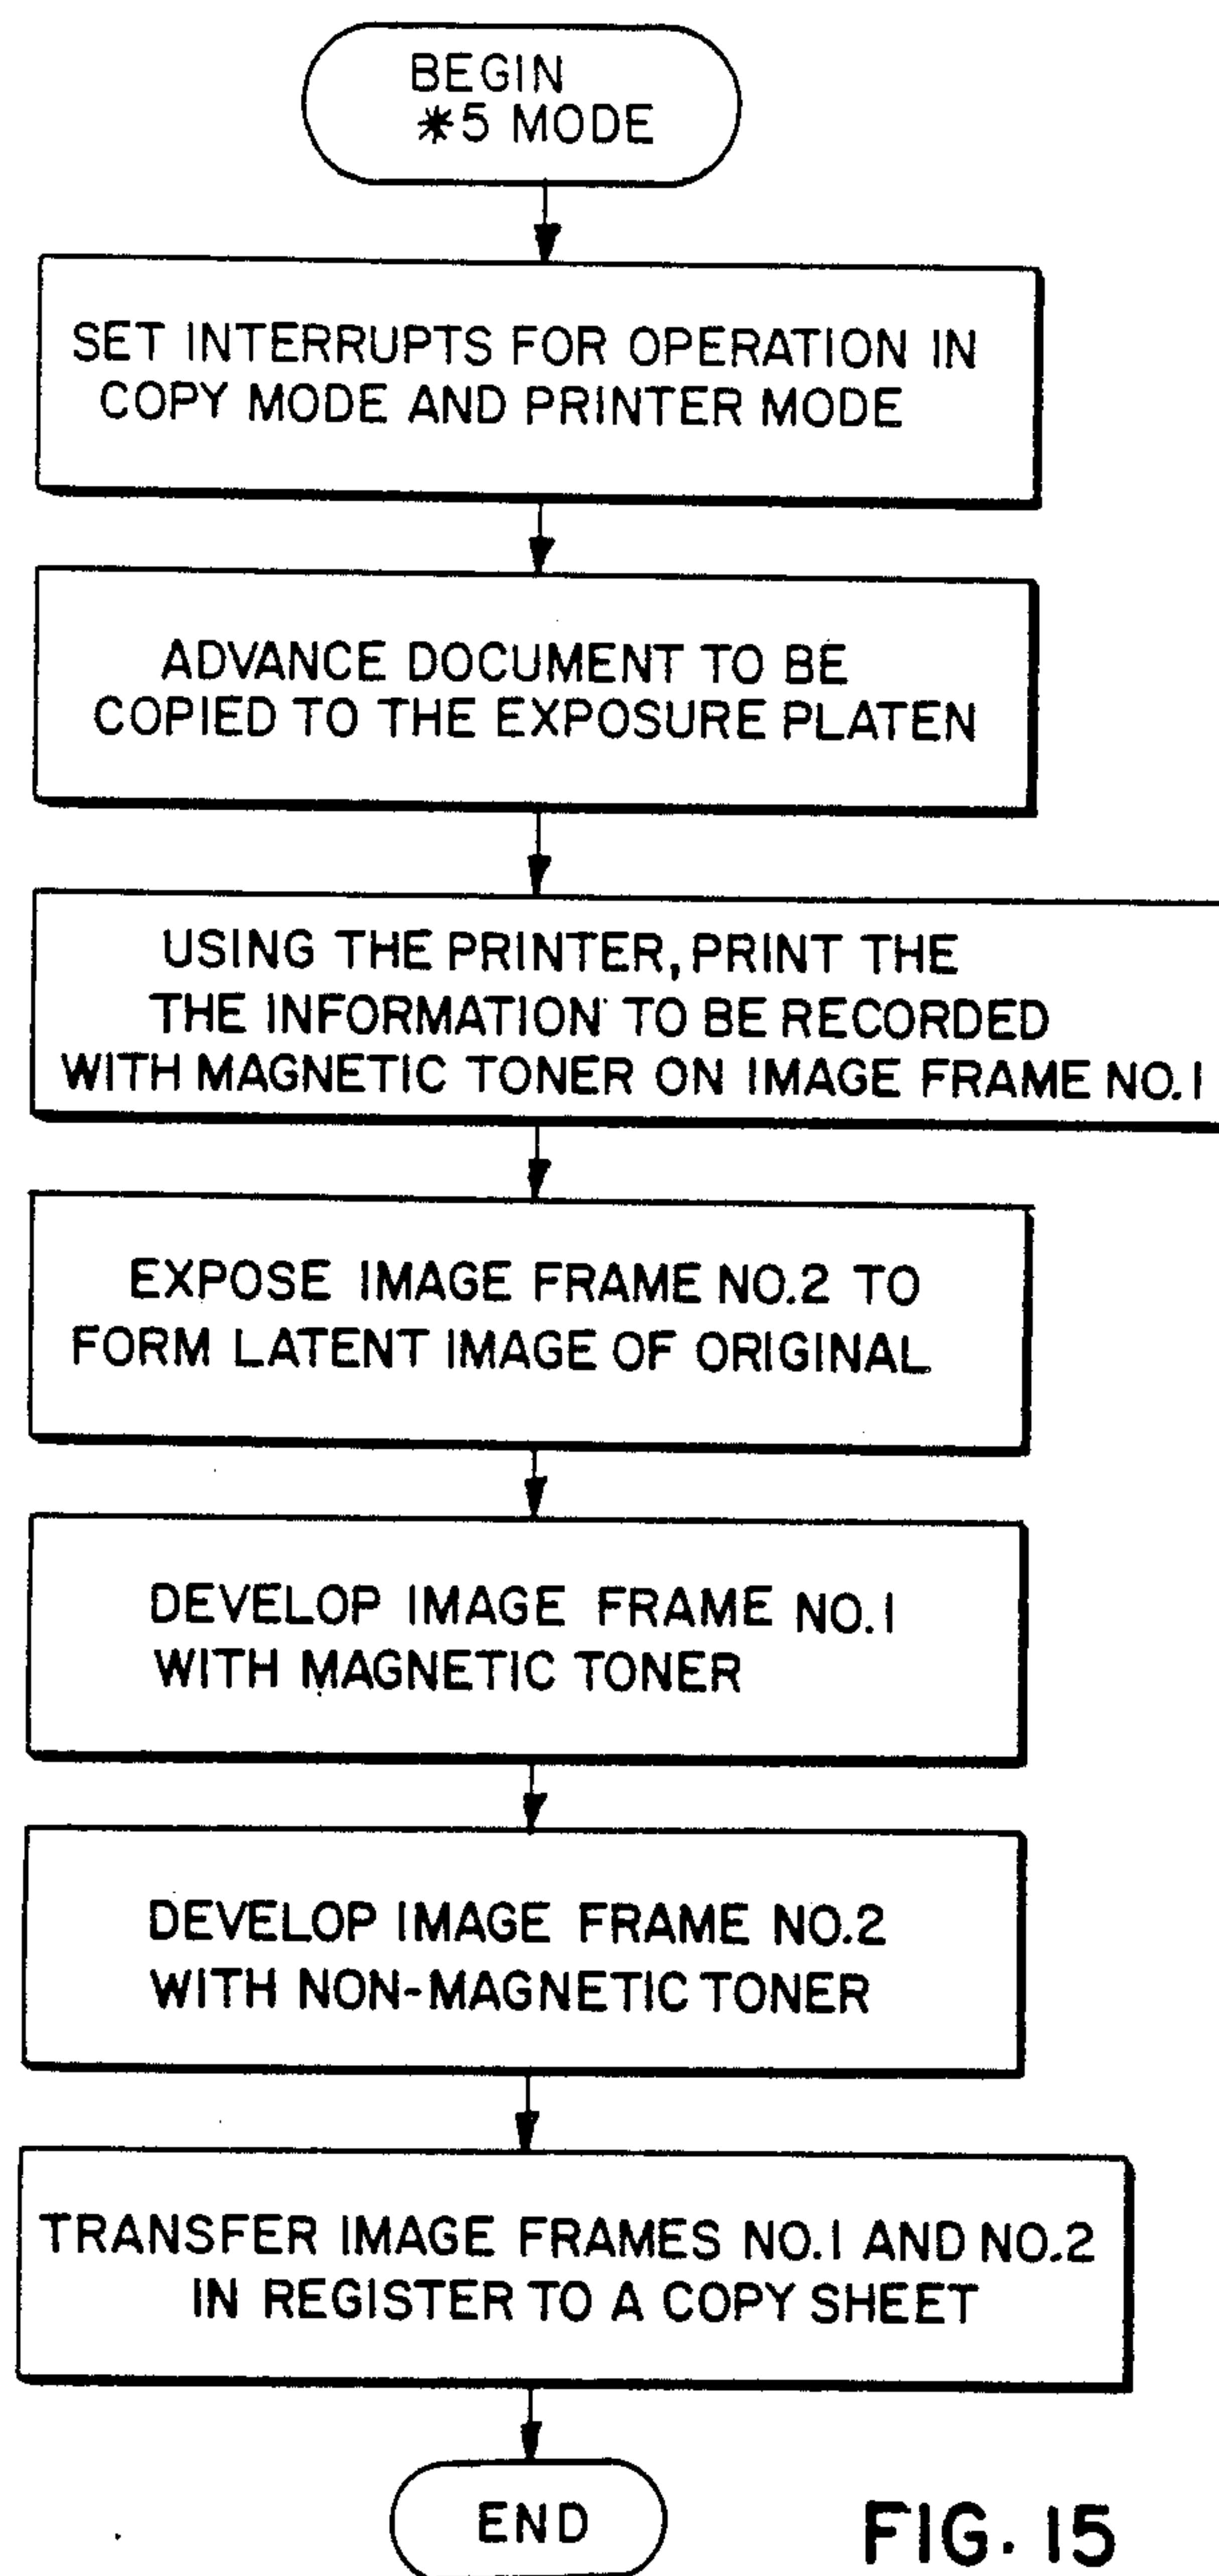 BEGIN
*5 MODE
SET INTERRUPTS FOR OPERATION IN
COPY MODE AND PRINTER MODE
ADVANCE DOCUMENT TO BE
COPIED TO THE EXPOSURE PLATEN
USING THE PRINTER, PRINT THE
THE INFORMATION TO BE RECORDED
WITH MAGNETIC TONER ON IMAGE FRAME NO.1
EXPOSE IMAGE FRAME NO.2 TO
FORM LATENT IMAGE OF ORIGINAL
DEVELOP IMAGE FRAME NO.1
WITH MAGNETIC TONER
DEVELOP IMAGE FRAME NO.2
WITH NON-MAGNETIC TONER
TRANSFER IMAGE FRAMES NO.1 AND NO.2
IN REGISTER TO A COPY SHEET
END
FIG. 15